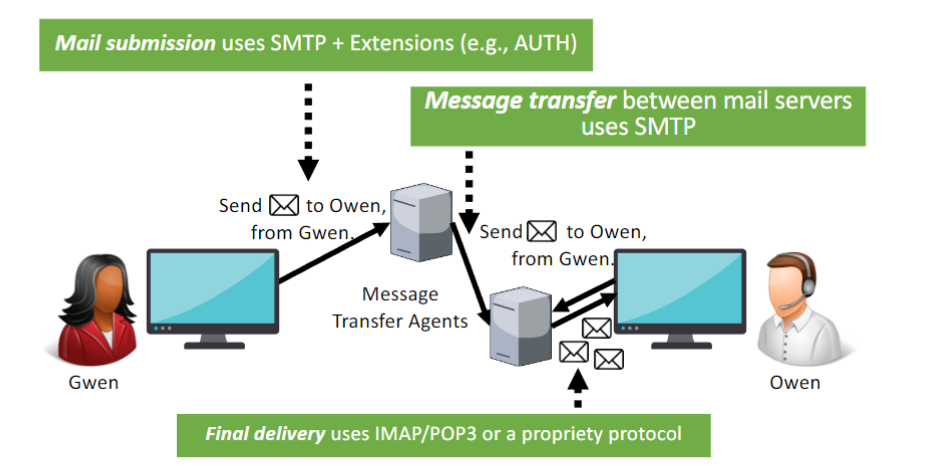 Mail submission uses SMTP + Extensions (e.g., AUTH)
Message transfer between mail servers
uses SMTP
Send to Owen,
from Gwen.
Send to Owen,
from Gwen.
Message
Transfer Agents
Gwen
Owen
Final delivery uses IMAP/POP3 or a propriety protocol